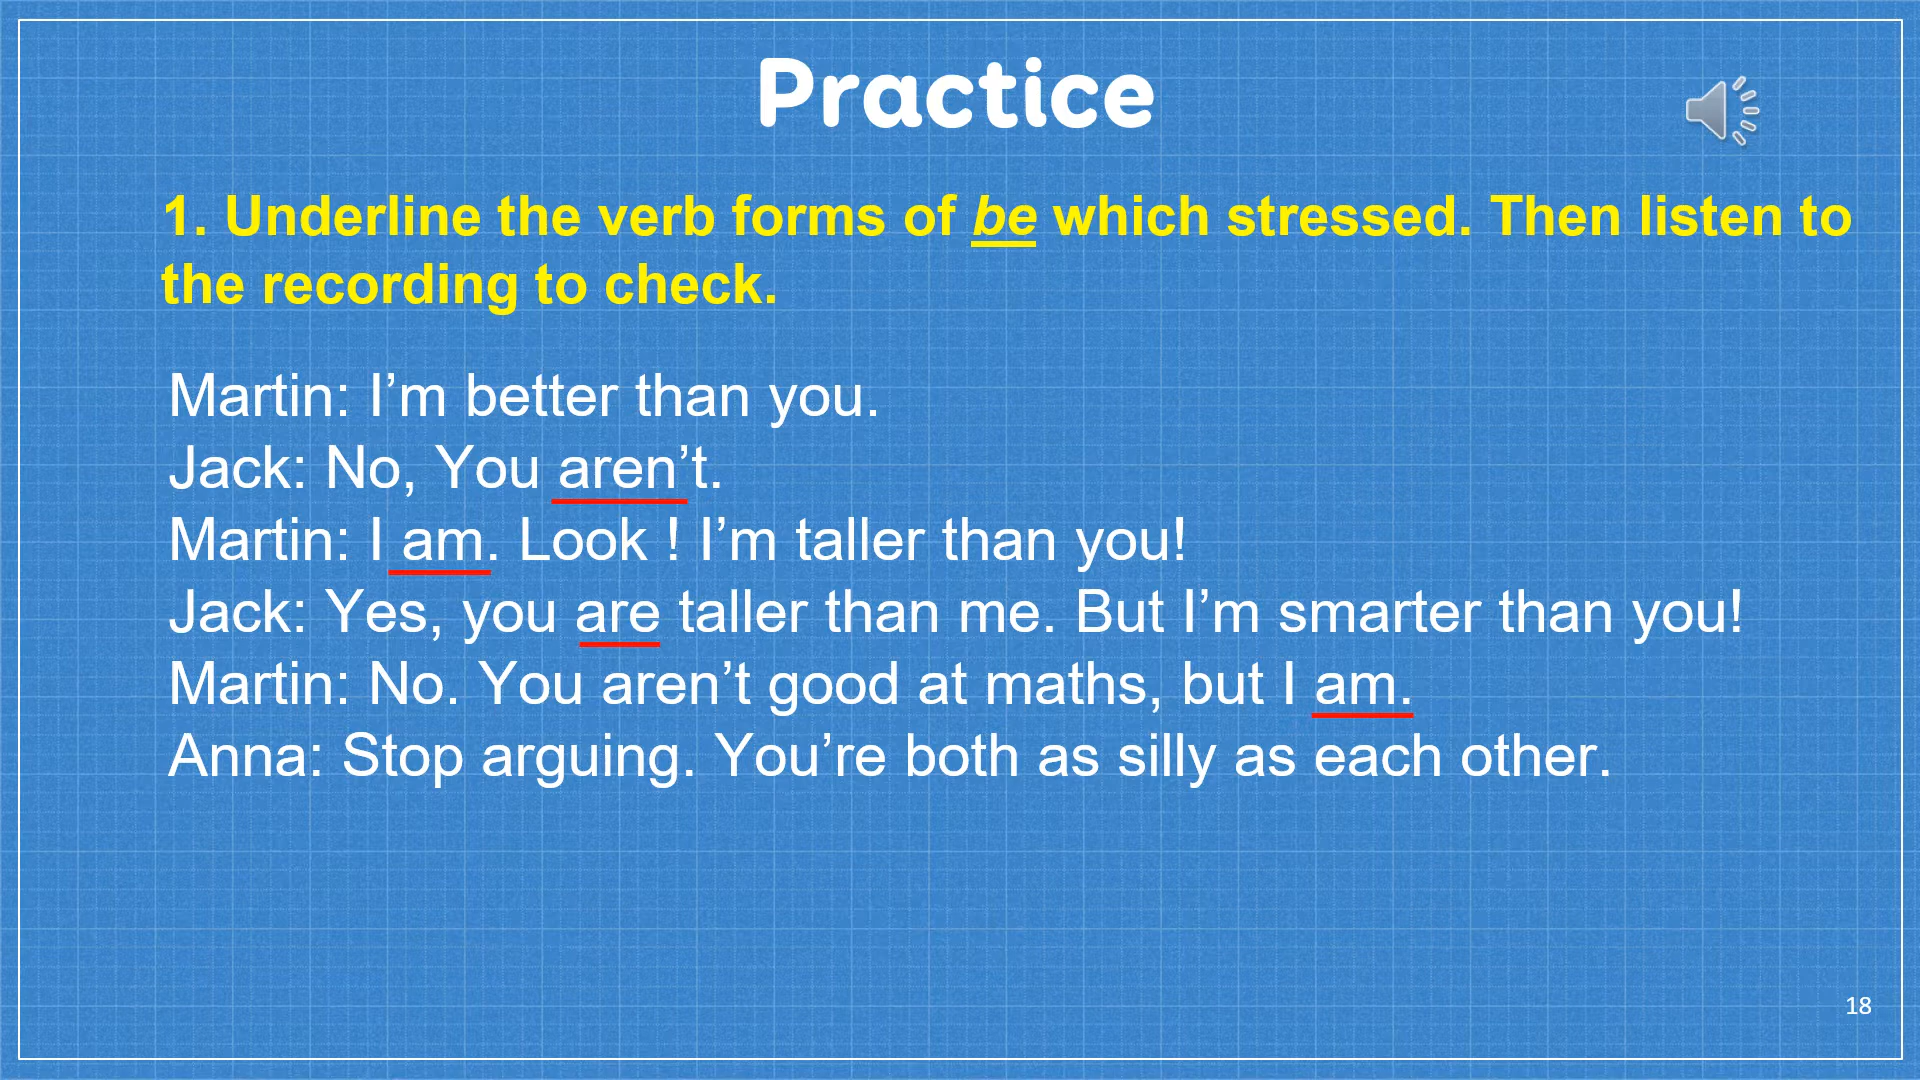 Practice
1. Underline the verb forms of be which stressed. Then listen to
the recording to check.
Martin: I’m better than you.
Jack: No, You aren’t.
Martin: I am. Look ! I’m taller than you!
Jack: Yes, you are taller than me. But I’m smarter than you!
Martin: No. You aren’t good at maths, but I am.
Anna: Stop arguing. You’re both as silly as each other.
18